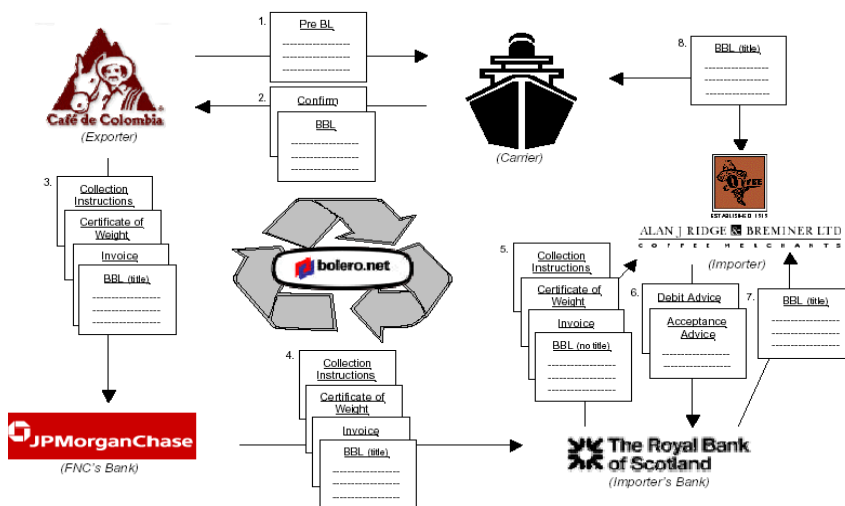 1.
Pre BL
8.
BBL (title)
2.
Confirm
BBL
Café de Colombia
(Exporter)
(Carrier)
3.
Collection
Instructions
Certificate of
Weight
Invoice
BBL (title)
bolero.net
COFFEE
ESTABLISHED 1919
ALAN J RIDGE & BREMINER LTD
COFFEE MERCHANTS
(Importer)
5.
Collection
Instructions
Certificate of
Weight
Invoice
BBL (no title)
6.
Debit Advice
Acceptance
Advice
7.
BBL (title)
4.
Collection
Instructions
Certificate of
Weight
Invoice
BBL (title)
JPMorganChase
(FNC's Bank)
The Royal Bank
of Scotland
(Importer's Bank)